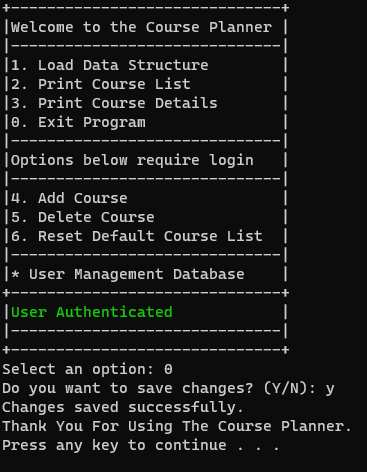 +------------------------------+
|Welcome to the Course Planner |
|------------------------------|
|1. Load Data Structure        |
|2. Print Course List          |
|3. Print Course Details       |
|0. Exit Program               |
|------------------------------|
|Options below require login   |
|------------------------------|
|4. Add Course                 |
|5. Delete Course              |
|6. Reset Default Course List  |
|------------------------------|
|* User Management Database    |
+------------------------------+
|User Authenticated            |
|------------------------------|
+------------------------------+
Select an option: 0
Do you want to save changes? (Y/N): y
Changes saved successfully.
Thank You For Using The Course Planner.
Press any key to continue . . .